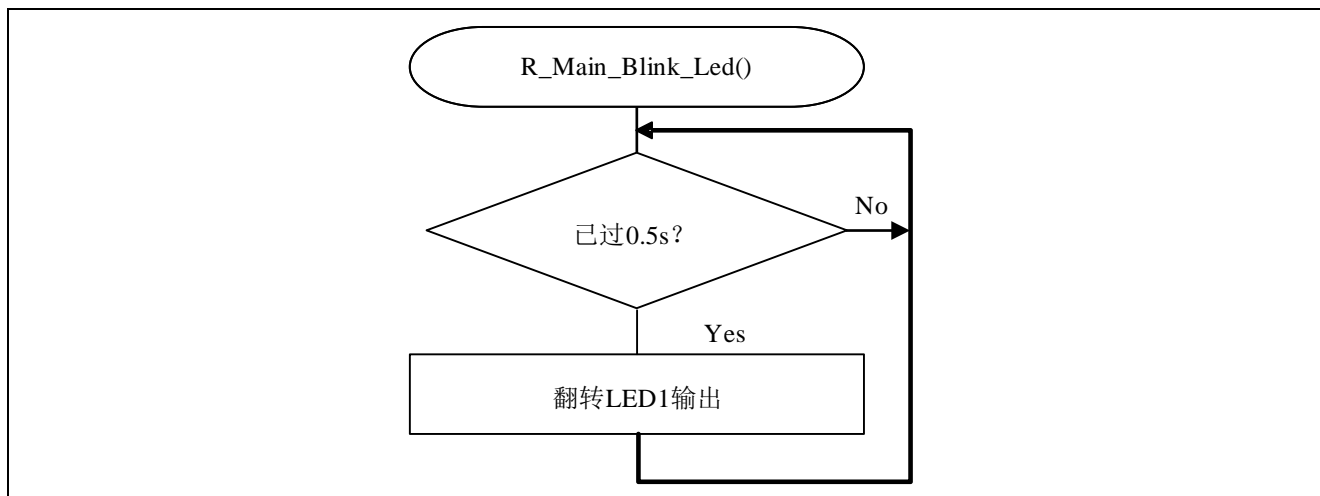 R_Main_Blink_Led()
No
已过0.5s？
Yes
翻转LED1输出